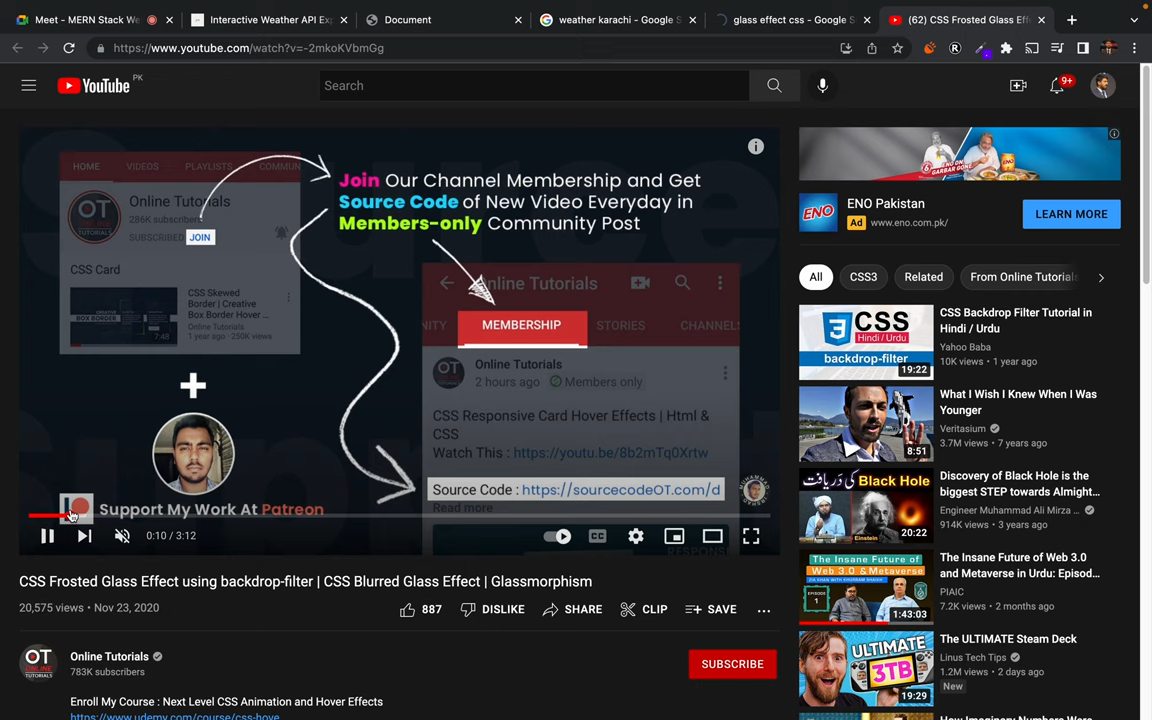 Meet - MERN Stack We
Interactive Weather API Ex
Document
weather karachi - Google S
glass effect css - Google S
(62) CSS Frosted Glass Eff
https://www.youtube.com/watch?v=-2mkoKVbmGg
YouTube PK
Search
9+
HOME VIDEOS PLAYLISTS COMMUN
OT
Online Tutorials
286K subscribers
SUBSCRIBED JOIN
CSS Card
CSS Skewed
Border | Creative
Box Border Hover ...
Online Tutorials
1 year ago · 250K views
7:48
Join Our Channel Membership and Get
Source Code of New Video Everyday in
Members-only Community Post
Online Tutorials
NITY MEMBERSHIP STORIES CHANNELS
OT
Online Tutorials
2 hours ago Members only
CSS Responsive Card Hover Effects | Html &
CSS
Watch This : https://youtu.be/8b2mTq0Xrtw
Source Code : https://sourcecodeOT.com/d
Read more
Support My Work At Patreon
0:10 / 3:12
CC
CSS Frosted Glass Effect using backdrop-filter | CSS Blurred Glass Effect | Glassmorphism
20,575 views • Nov 23, 2020
887 DISLIKE SHARE CLIP SAVE ...
OT
Online Tutorials
783K subscribers
SUBSCRIBE
Enroll My Course : Next Level CSS Animation and Hover Effects
https://www.udemy.com/course/css-hove...
ENO
ENO Pakistan
Ad www.eno.com.pk/
LEARN MORE
All CSS3 Related From Online Tutorials
CSS
Hindi / Urdu
backdrop-filter
19:22
CSS Backdrop Filter Tutorial in
Hindi / Urdu
Yahoo Baba
10K views • 1 year ago
8:51
What I Wish I Knew When I Was
Younger
Veritasium
3.7M views • 7 years ago
Black Hole کی دریافت
Einstein
20:22
Discovery of Black Hole is the
biggest STEP towards Almight...
Engineer Muhammad Ali Mirza ...
914K views • 3 years ago
The Insane Future of
1:43:03
The Insane Future of Web 3.0
and Metaverse in Urdu: Episod...
PIAIC
7.2K views • 2 months ago
ULTIMATE
3TB
19:29
The ULTIMATE Steam Deck
Linus Tech Tips
1.2M views • 2 days ago
New